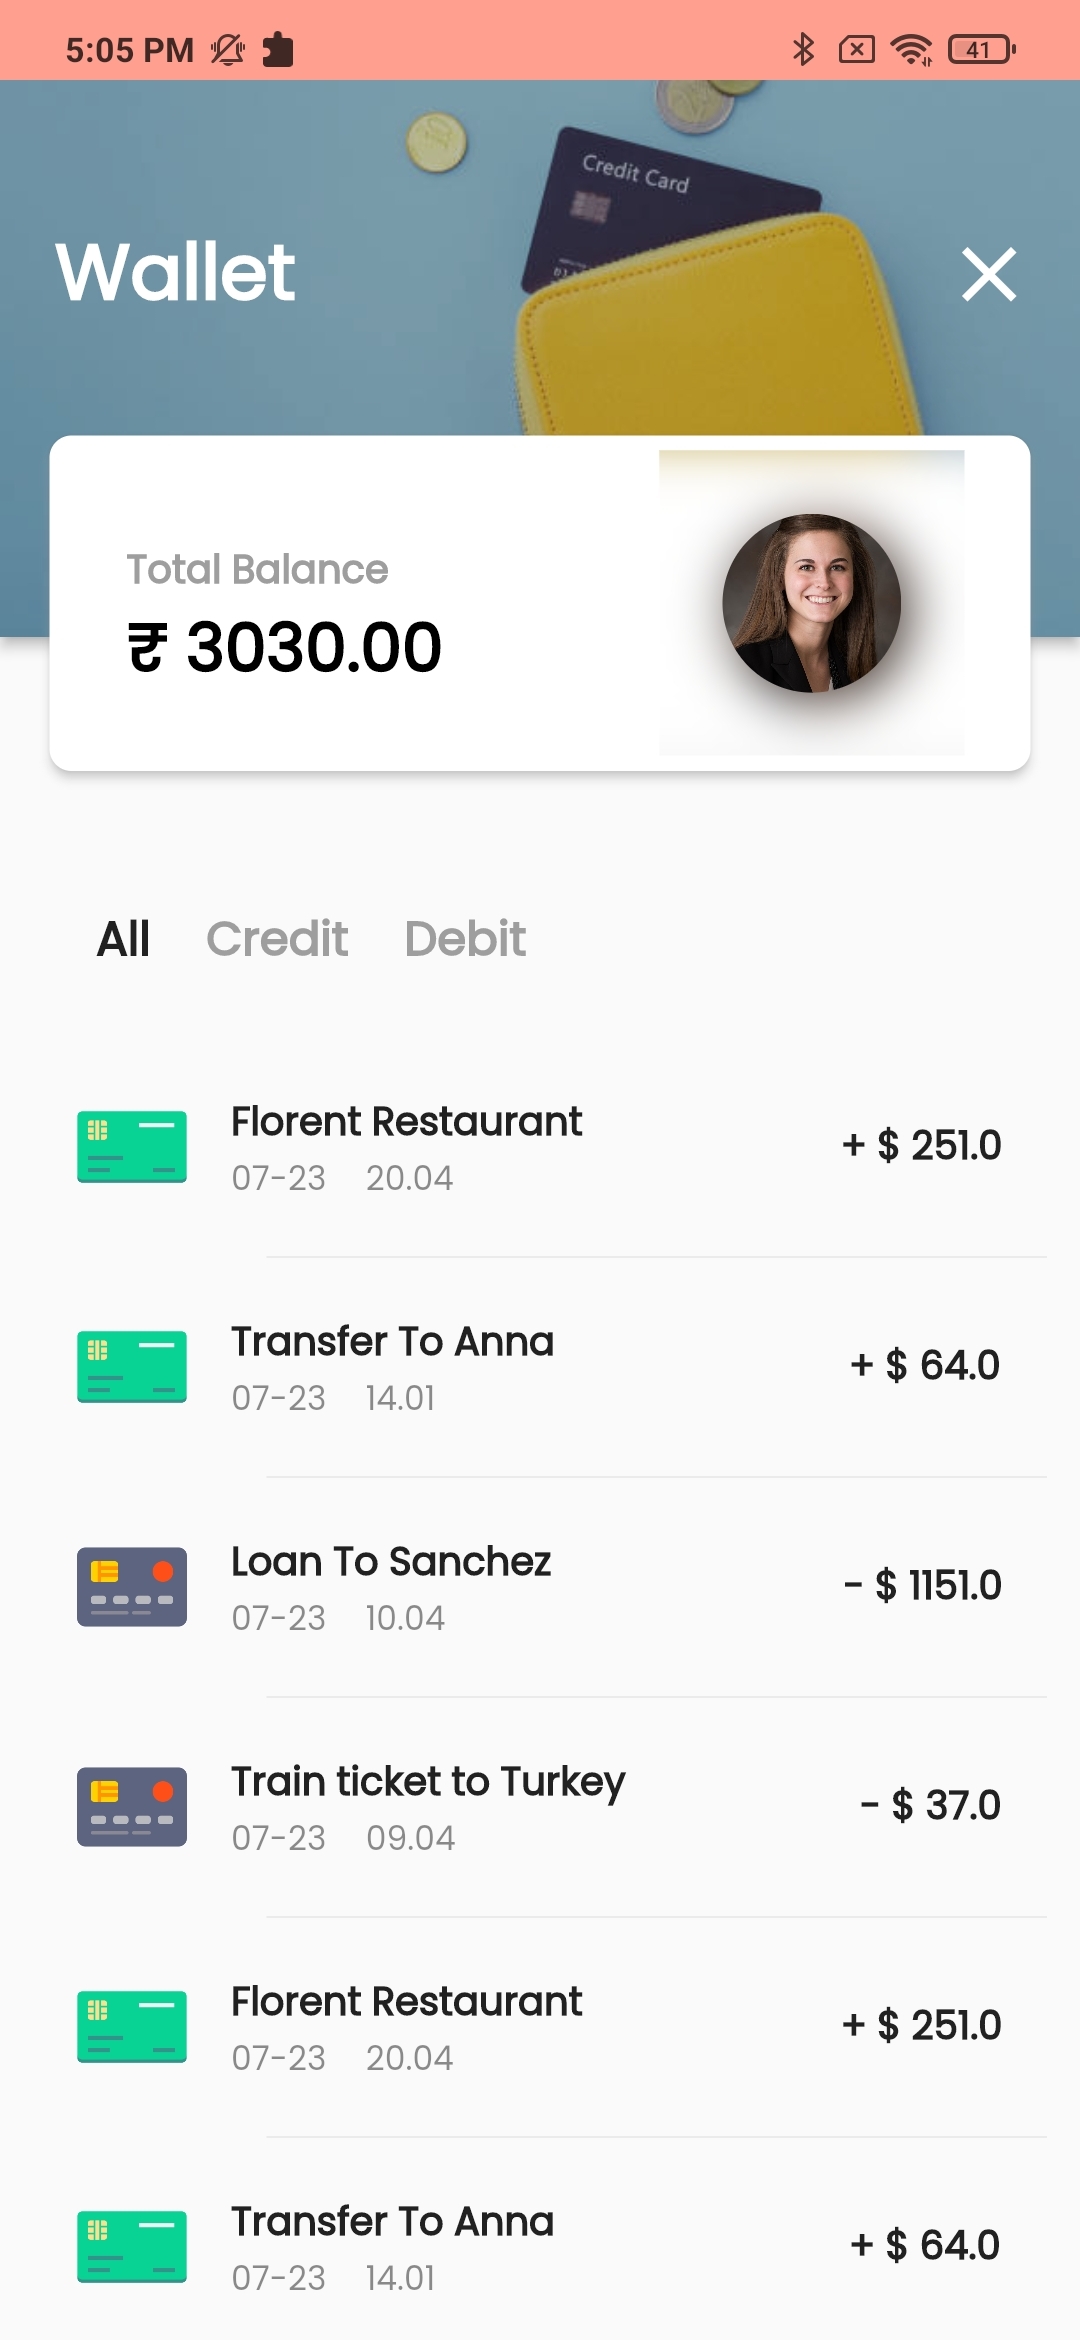 5:05 PM
41
Credit Card
Wallet
Total Balance
₹ 3030.00
All Credit Debit
Florent Restaurant
+ $ 251.0
07-23 20.04
Transfer To Anna
+ $ 64.0
07-23 14.01
Loan To Sanchez
- $ 1151.0
07-23 10.04
Train ticket to Turkey
- $ 37.0
07-23 09.04
Florent Restaurant
+ $ 251.0
07-23 20.04
Transfer To Anna
+ $ 64.0
07-23 14.01